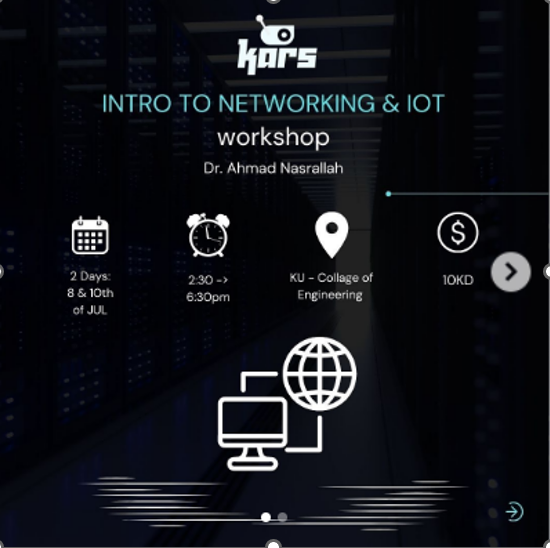 kars
INTRO TO NETWORKING & IOT
workshop
Dr. Ahmad Nasrallah
2 Days:
8 & 10th
of JUL
2:30 ->
6:30pm
KU - Collage of
Engineering
$
10KD